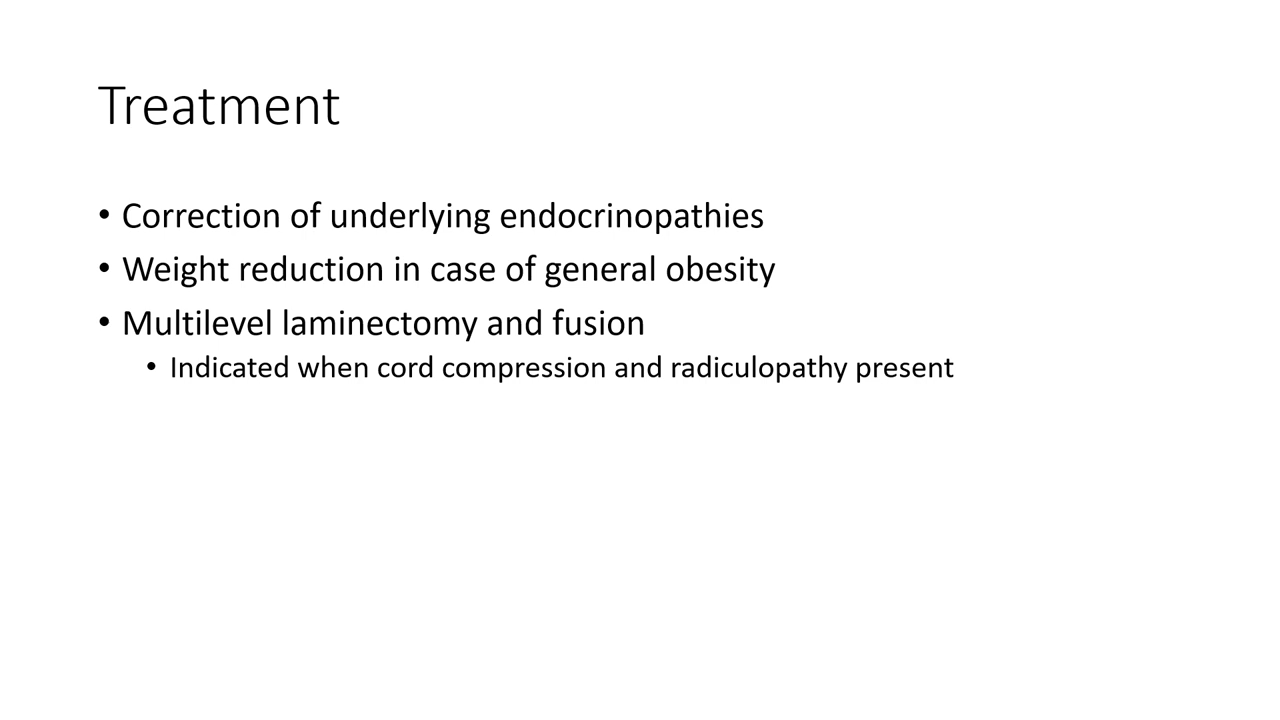 Treatment
• Correction of underlying endocrinopathies
• Weight reduction in case of general obesity
• Multilevel laminectomy and fusion
• Indicated when cord compression and radiculopathy present